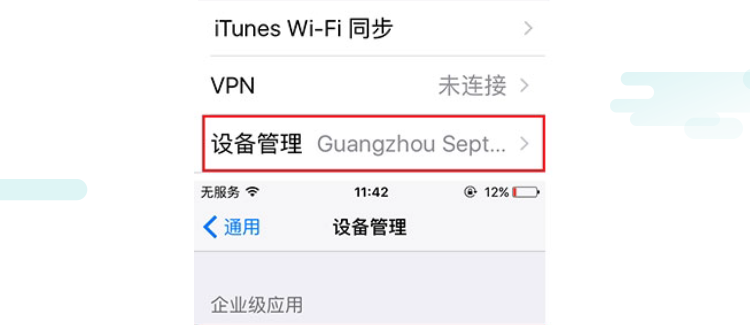 iTunes Wi-Fi 同步
VPN 未连接
设备管理 Guangzhou Sept...
无服务 11:42 12%
通用 设备管理
企业级应用